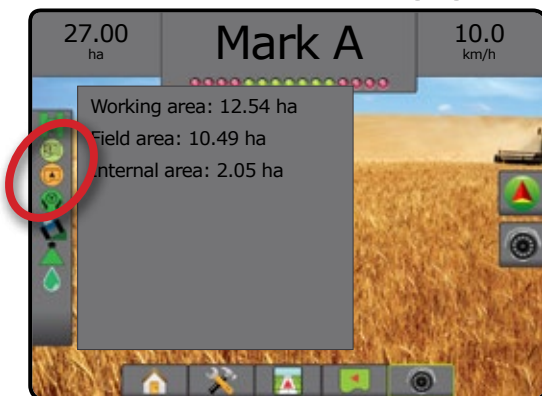 27.00
ha
Mark A
10.0
km/h
Working area: 12.54 ha
Field area: 10.49 ha
Internal area: 2.05 ha